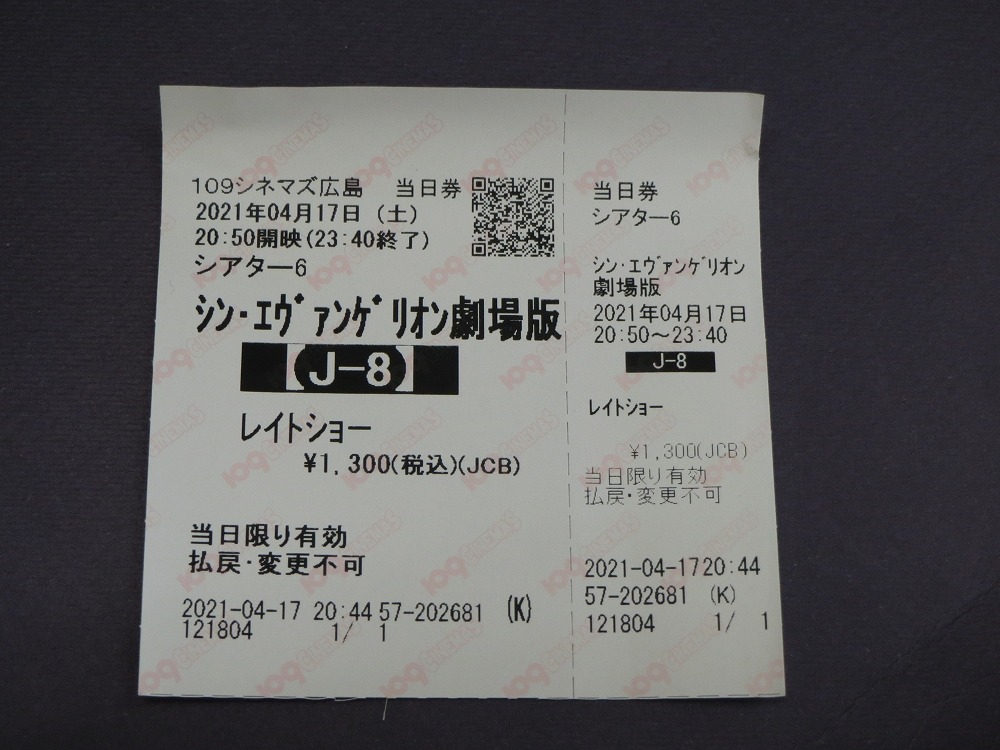 109シネマズ広島 当日券
2021年04月17日 (土)
20:50開映(23:40終了)
シアター6
シン・エヴァンゲリオン劇場版
【J-8】
レイトショー
¥1,300(税込)(JCB)
当日限り有効
払戻・変更不可
2021-04-17 20:44 57-202681 (K)
121804 1/ 1
当日券
シアター6
シン・エヴァンゲリオン
劇場版
2021年04月17日
20:50~23:40
J-8
レイトショー
¥1,300(JCB)
当日限り有効
払戻・変更不可
2021-04-17 20:44
57-202681 (K)
121804 1/ 1
109 CINEMAS